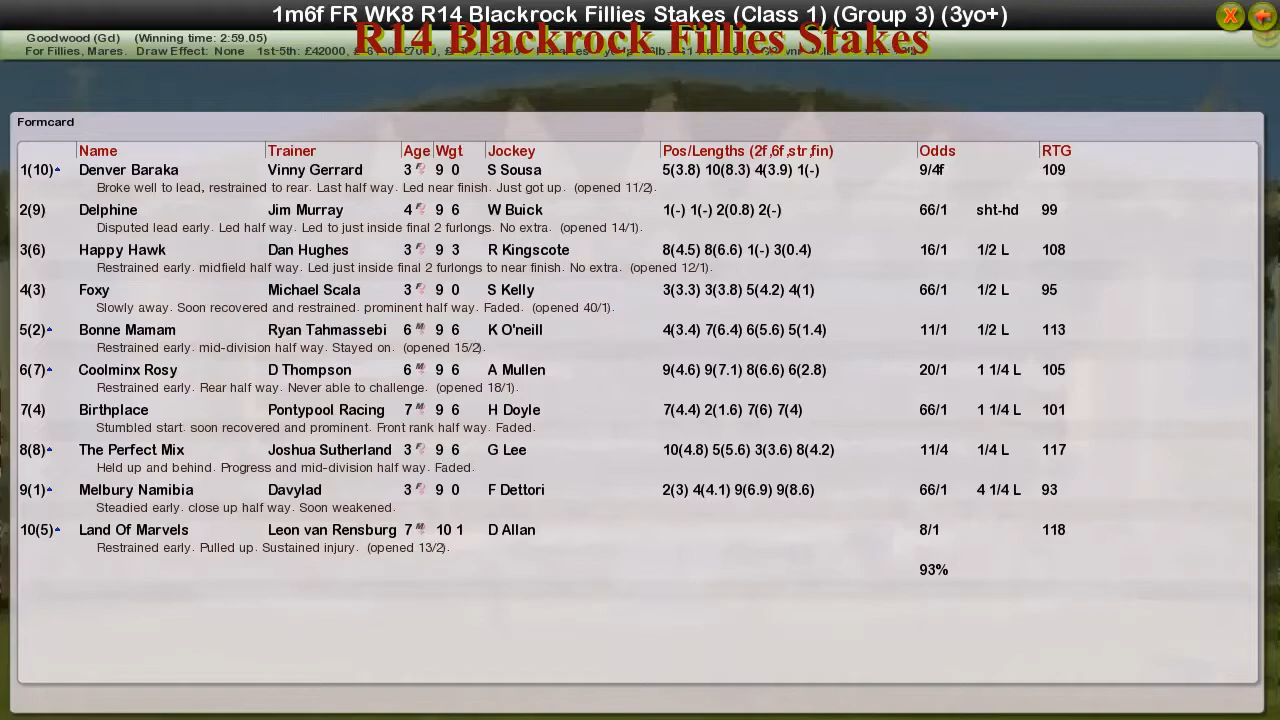 1m6f FR WK8 R14 Blackrock Fillies Stakes (Class 1) (Group 3) (3yo+)
R14 Blackrock Fillies Stakes
Goodwood (Gd) (Winning time: 2:59.05)
For Fillies, Mares. Draw Effect: None 1st-5th: £42000,
Formcard
Name Trainer Age Wgt Jockey Pos/Lengths (2f,6f,str,fin) Odds RTG
1(10) Denver Baraka Vinny Gerrard 3 F 9 0 S Sousa 5(3.8) 10(8.3) 4(3.9) 1(-) 9/4f 109
Broke well to lead, restrained to rear. Last half way. Led near finish. Just got up. (opened 11/2).
2(9) Delphine Jim Murray 4 F 9 6 W Buick 1(-) 1(-) 2(0.8) 2(-) 66/1 sht-hd 99
Disputed lead early. Led half way. Led to just inside final 2 furlongs. No extra. (opened 14/1).
3(6) Happy Hawk Dan Hughes 3 F 9 3 R Kingscote 8(4.5) 8(6.6) 1(-) 3(0.4) 16/1 1/2 L 108
Restrained early. midfield half way. Led just inside final 2 furlongs to near finish. No extra. (opened 12/1).
4(3) Foxy Michael Scala 3 F 9 0 S Kelly 3(3.3) 3(3.8) 5(4.2) 4(1) 66/1 1/2 L 95
Slowly away. Soon recovered and restrained. prominent half way. Faded. (opened 40/1).
5(2) Bonne Mamam Ryan Tahmassebi 6 M 9 6 K O'neill 4(3.4) 7(6.4) 6(5.6) 5(1.4) 11/1 1/2 L 113
Restrained early. mid-division half way. Stayed on. (opened 15/2).
6(7) Coolminx Rosy D Thompson 6 M 9 6 A Mullen 9(4.6) 9(7.1) 8(6.6) 6(2.8) 20/1 1 1/4 L 105
Restrained early. Rear half way. Never able to challenge. (opened 18/1).
7(4) Birthplace Pontypool Racing 7 M 9 6 H Doyle 7(4.4) 2(1.6) 7(6) 7(4) 66/1 1 1/4 L 101
Stumbled start. soon recovered and prominent. Front rank half way. Faded.
8(8) The Perfect Mix Joshua Sutherland 3 F 9 6 G Lee 10(4.8) 5(5.6) 3(3.6) 8(4.2) 11/4 1/4 L 117
Held up and behind. Progress and mid-division half way. Faded.
9(1) Melbury Namibia Davylad 3 F 9 0 F Dettori 2(3) 4(4.1) 9(6.9) 9(8.6) 66/1 4 1/4 L 93
Steadied early. close up half way. Soon weakened.
10(5) Land Of Marvels Leon van Rensburg 7 M 10 1 D Allan 8/1 118
Restrained early. Pulled up. Sustained injury. (opened 13/2).
93%